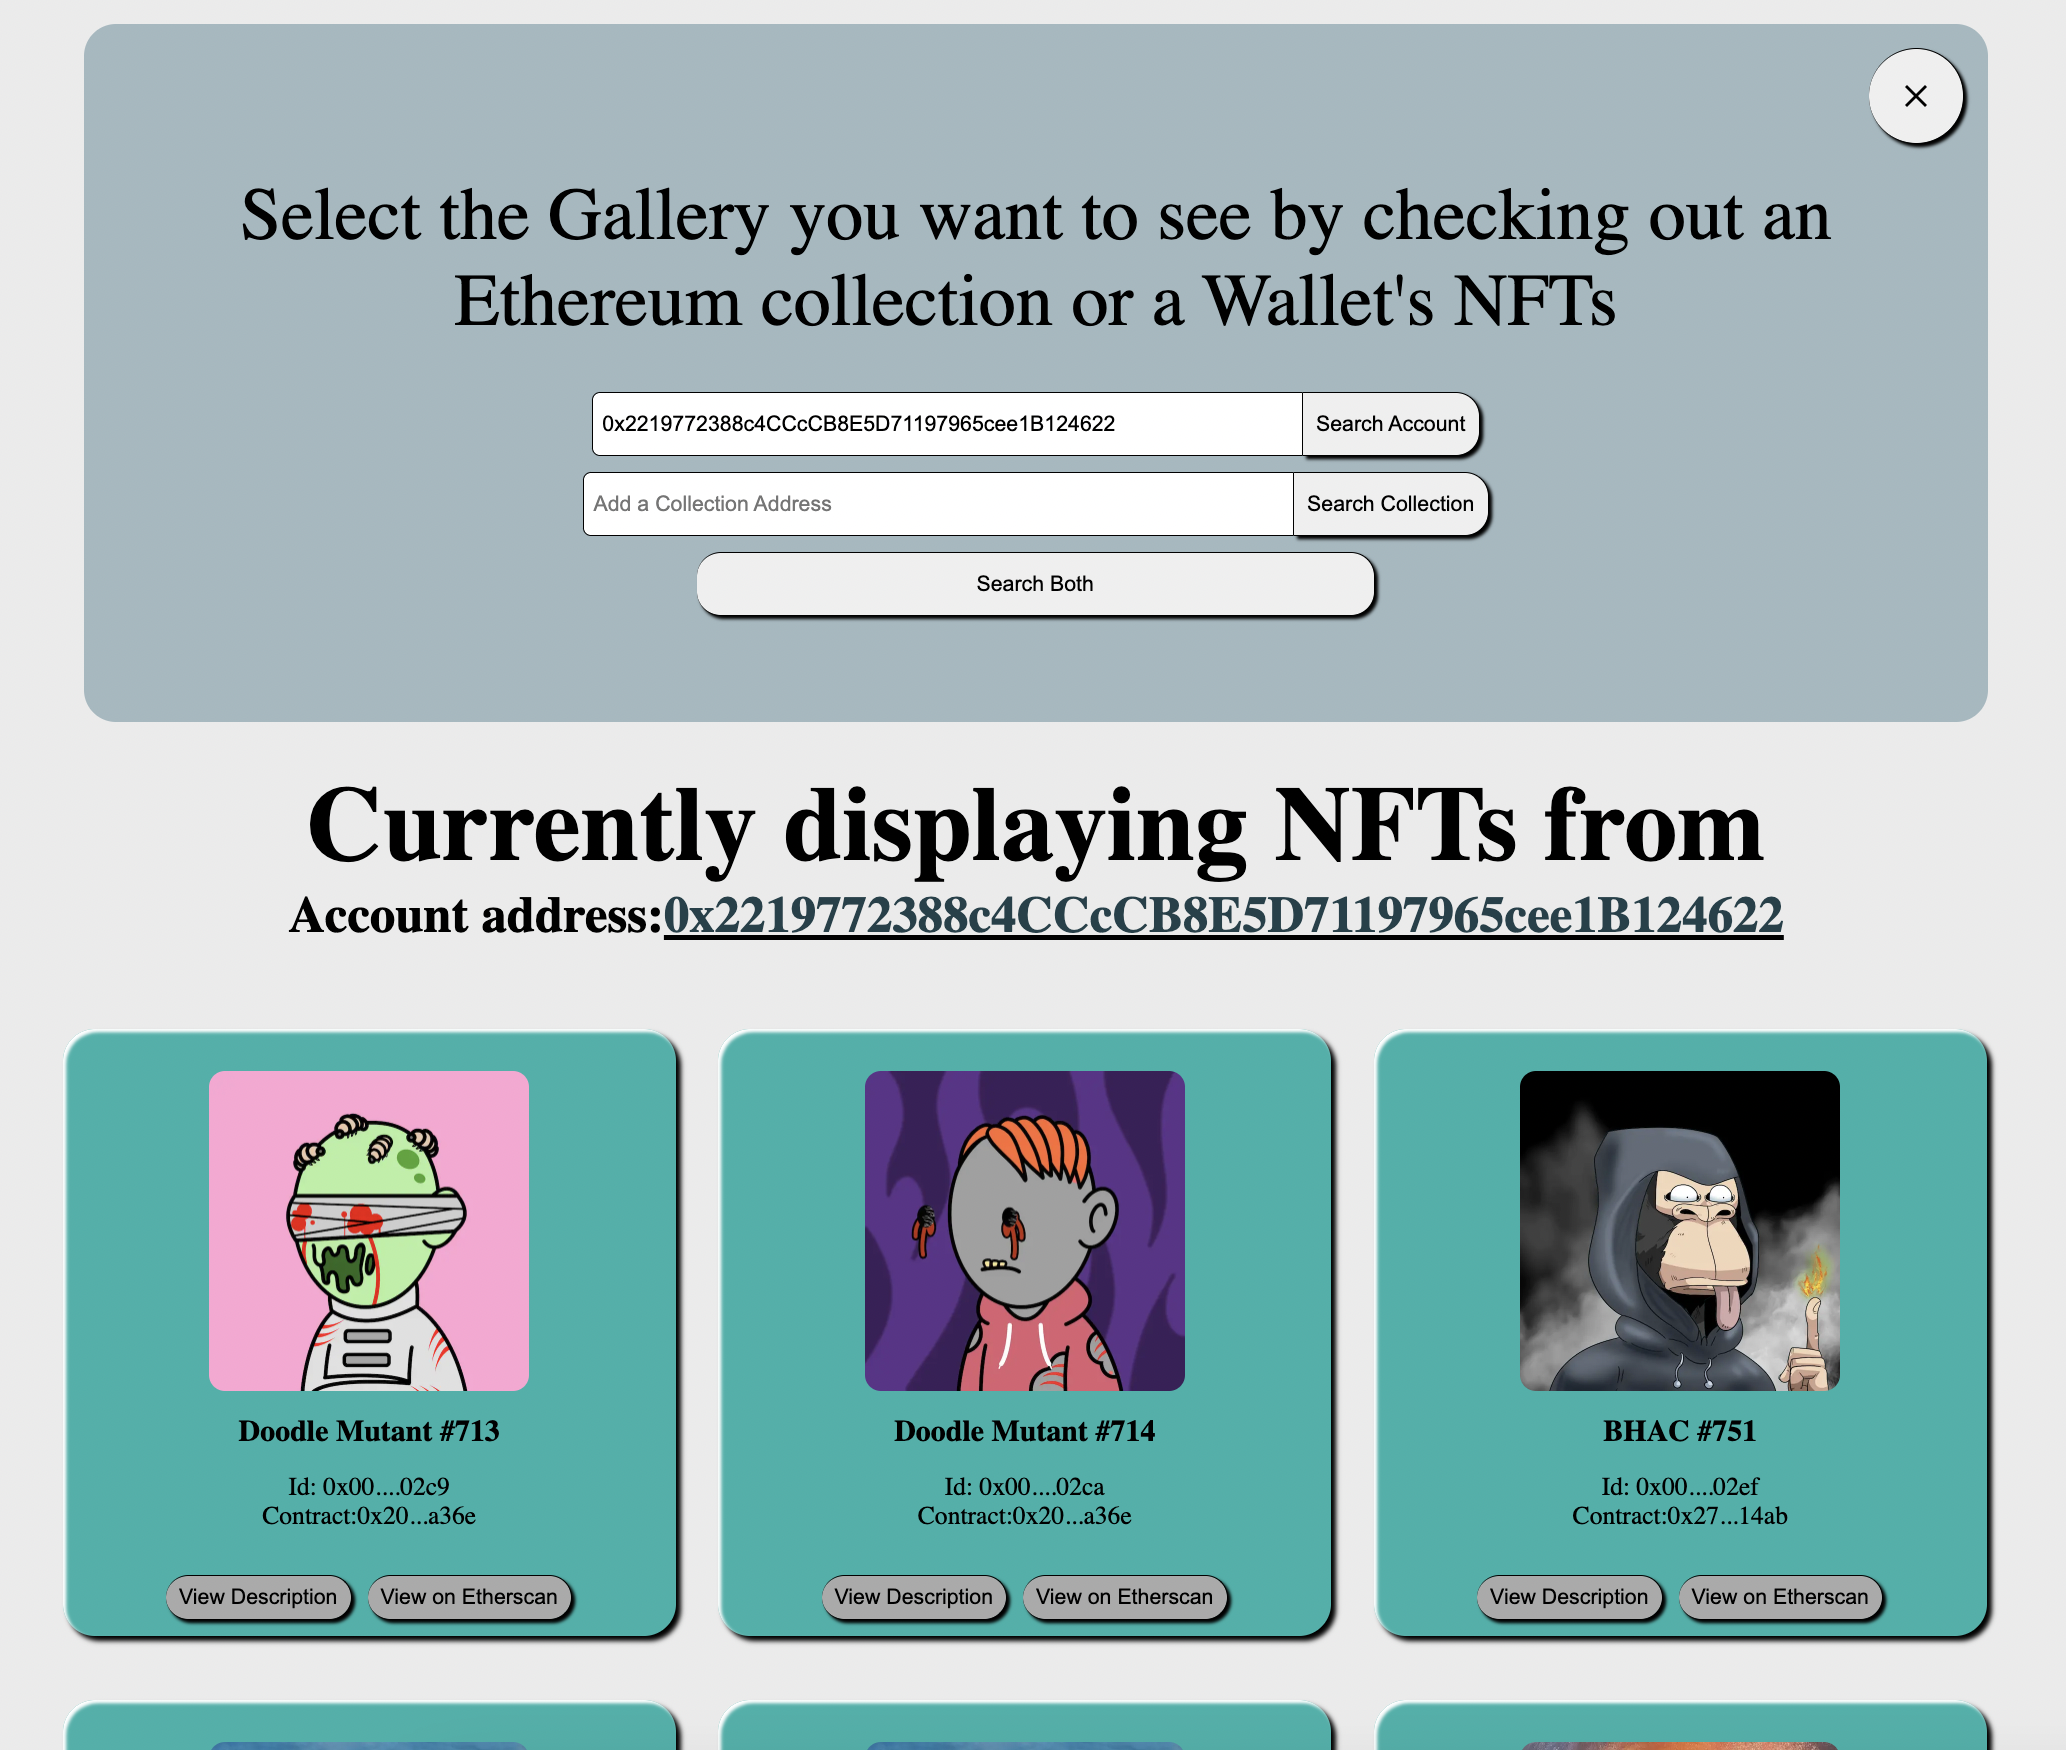 Select the Gallery you want to see by checking out an
Ethereum collection or a Wallet's NFTs
0x2219772388c4CCcCB8E5D71197965cee1B124622
Search Account
Add a Collection Address
Search Collection
Search Both
Currently displaying NFTs from
Account address:0x2219772388c4CCcCB8E5D71197965cee1B124622
Doodle Mutant #713
Id: 0x00....02c9
Contract:0x20...a36e
View Description
View on Etherscan
Doodle Mutant #714
Id: 0x00....02ca
Contract:0x20...a36e
View Description
View on Etherscan
BHAC #751
Id: 0x00....02ef
Contract:0x27...14ab
View Description
View on Etherscan